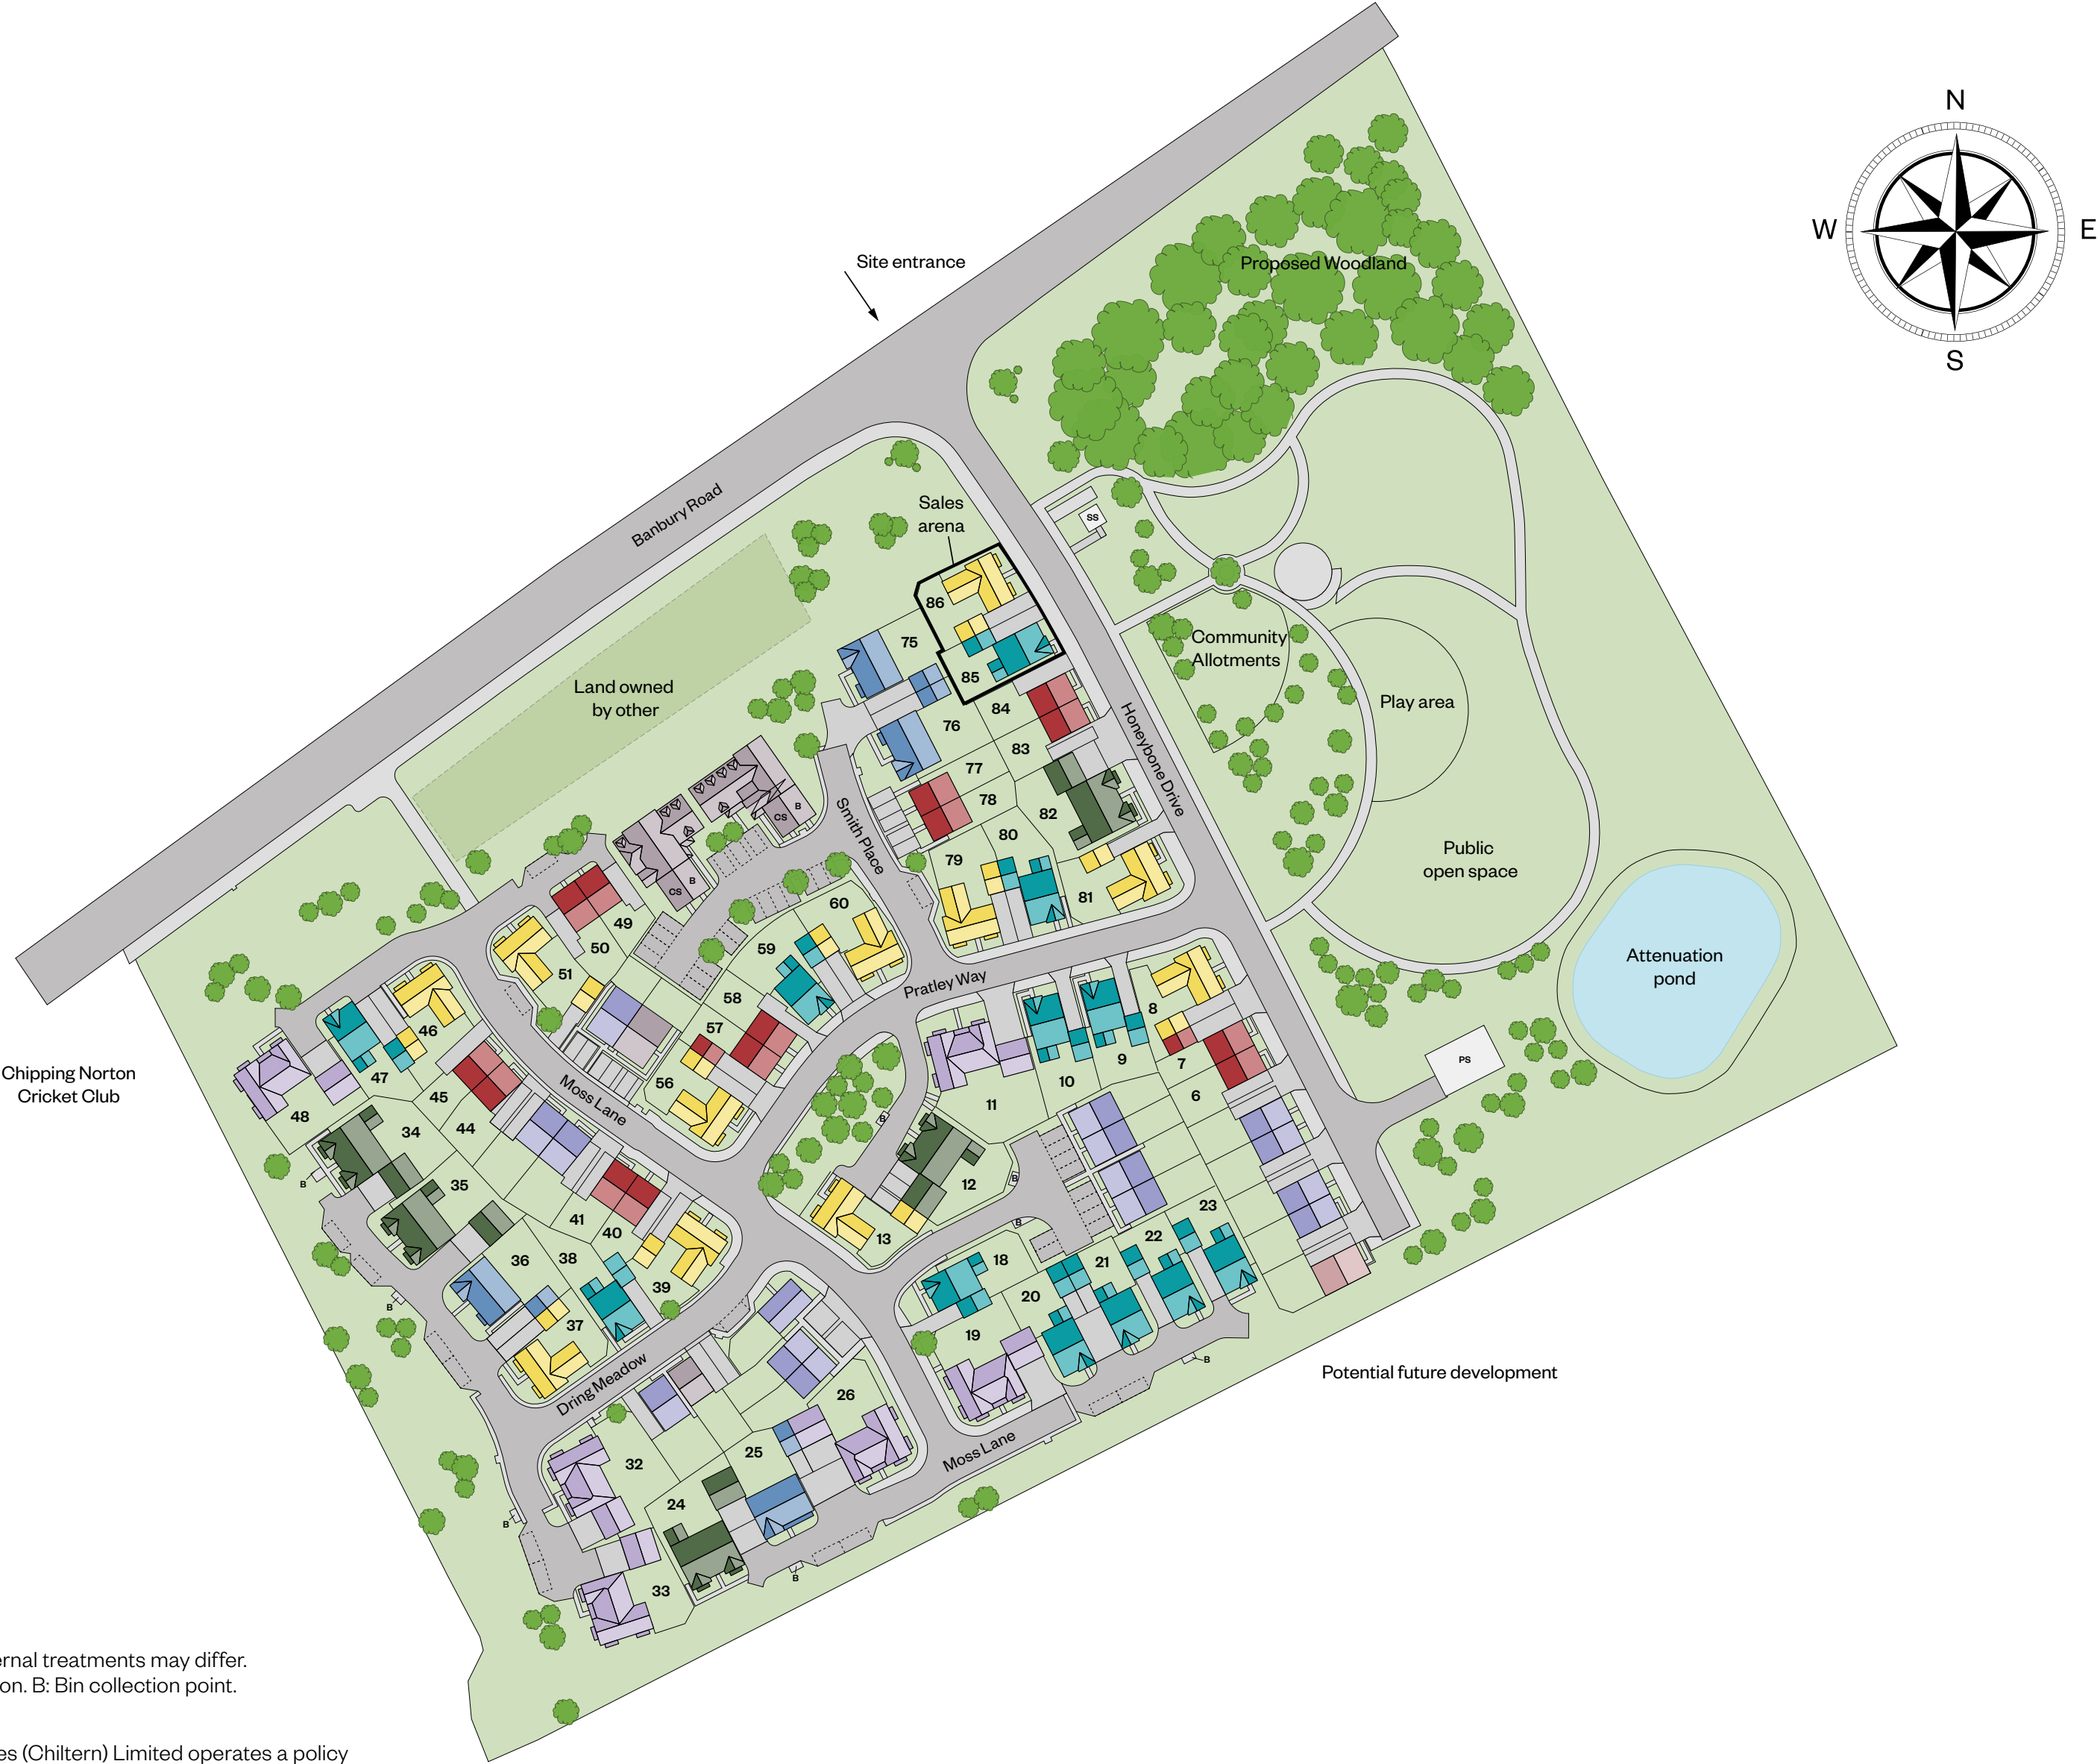 N
W
E
S
Site entrance
Proposed Woodland
Banbury Road
Sales
arena
SS
86
75
Community
Allotments
Land owned
by other
85
84
Play area
76
Honeybone Drive
83
77
78
82
B
CS
Smith Place
80
Public
open space
79
CS
B
81
60
49
59
50
51
Attenuation
pond
Pratley Way
58
8
46
57
PS
9
7
Chipping Norton
Cricket Club
47
56
10
6
45
Moss Lane
11
48
34
44
B
B
35
12
B
23
41
40
B
22
13
36
38
18
21
39
20
B
37
19
B
Potential future development
Dring Meadow
26
Moss Lane
25
32
24
B
B
33
ernal treatments may differ.
on. B: Bin collection point.
es (Chiltern) Limited operates a policy